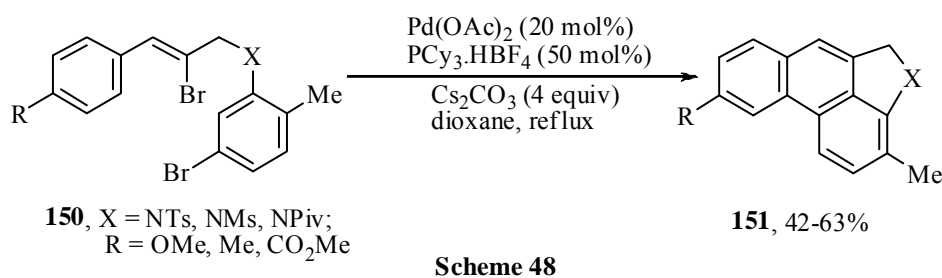 Pd(OAc)2 (20 mol%)
PCy3.HBF4 (50 mol%)
Cs2CO3 (4 equiv)
dioxane, reflux
R
Br
X
Me
Br
X
R
Me
150, X = NTs, NMs, NPiv;
R = OMe, Me, CO2Me
151, 42-63%
Scheme 48